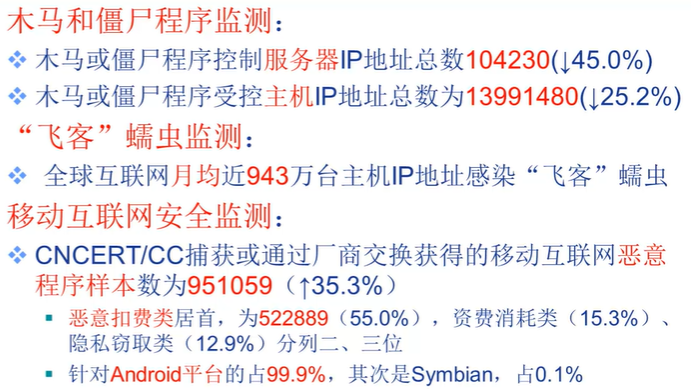 木马和僵尸程序监测：
木马或僵尸程序控制服务器IP地址总数104230(↓45.0%)
木马或僵尸程序受控主机IP地址总数为13991480(↓25.2%)
“飞客”蠕虫监测：
全球互联网月均近943万台主机IP地址感染“飞客”蠕虫
移动互联网安全监测：
CNCERT/CC捕获或通过厂商交换获得的移动互联网恶意
程序样本数为951059（↑35.3%）
恶意扣费类居首，为522889（55.0%），资费消耗类（15.3%）、
隐私窃取类（12.9%）分列二、三位
针对Android平台的占99.9%，其次是Symbian，占0.1%